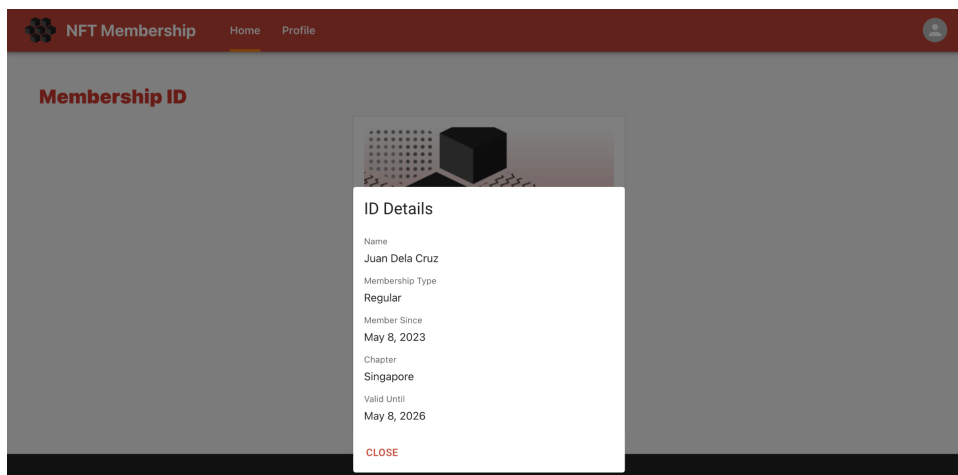 NFT Membership
Home
Profile
Membership ID
ID Details
Name
Juan Dela Cruz
Membership Type
Regular
Member Since
May 8, 2023
Chapter
Singapore
Valid Until
May 8, 2026
CLOSE